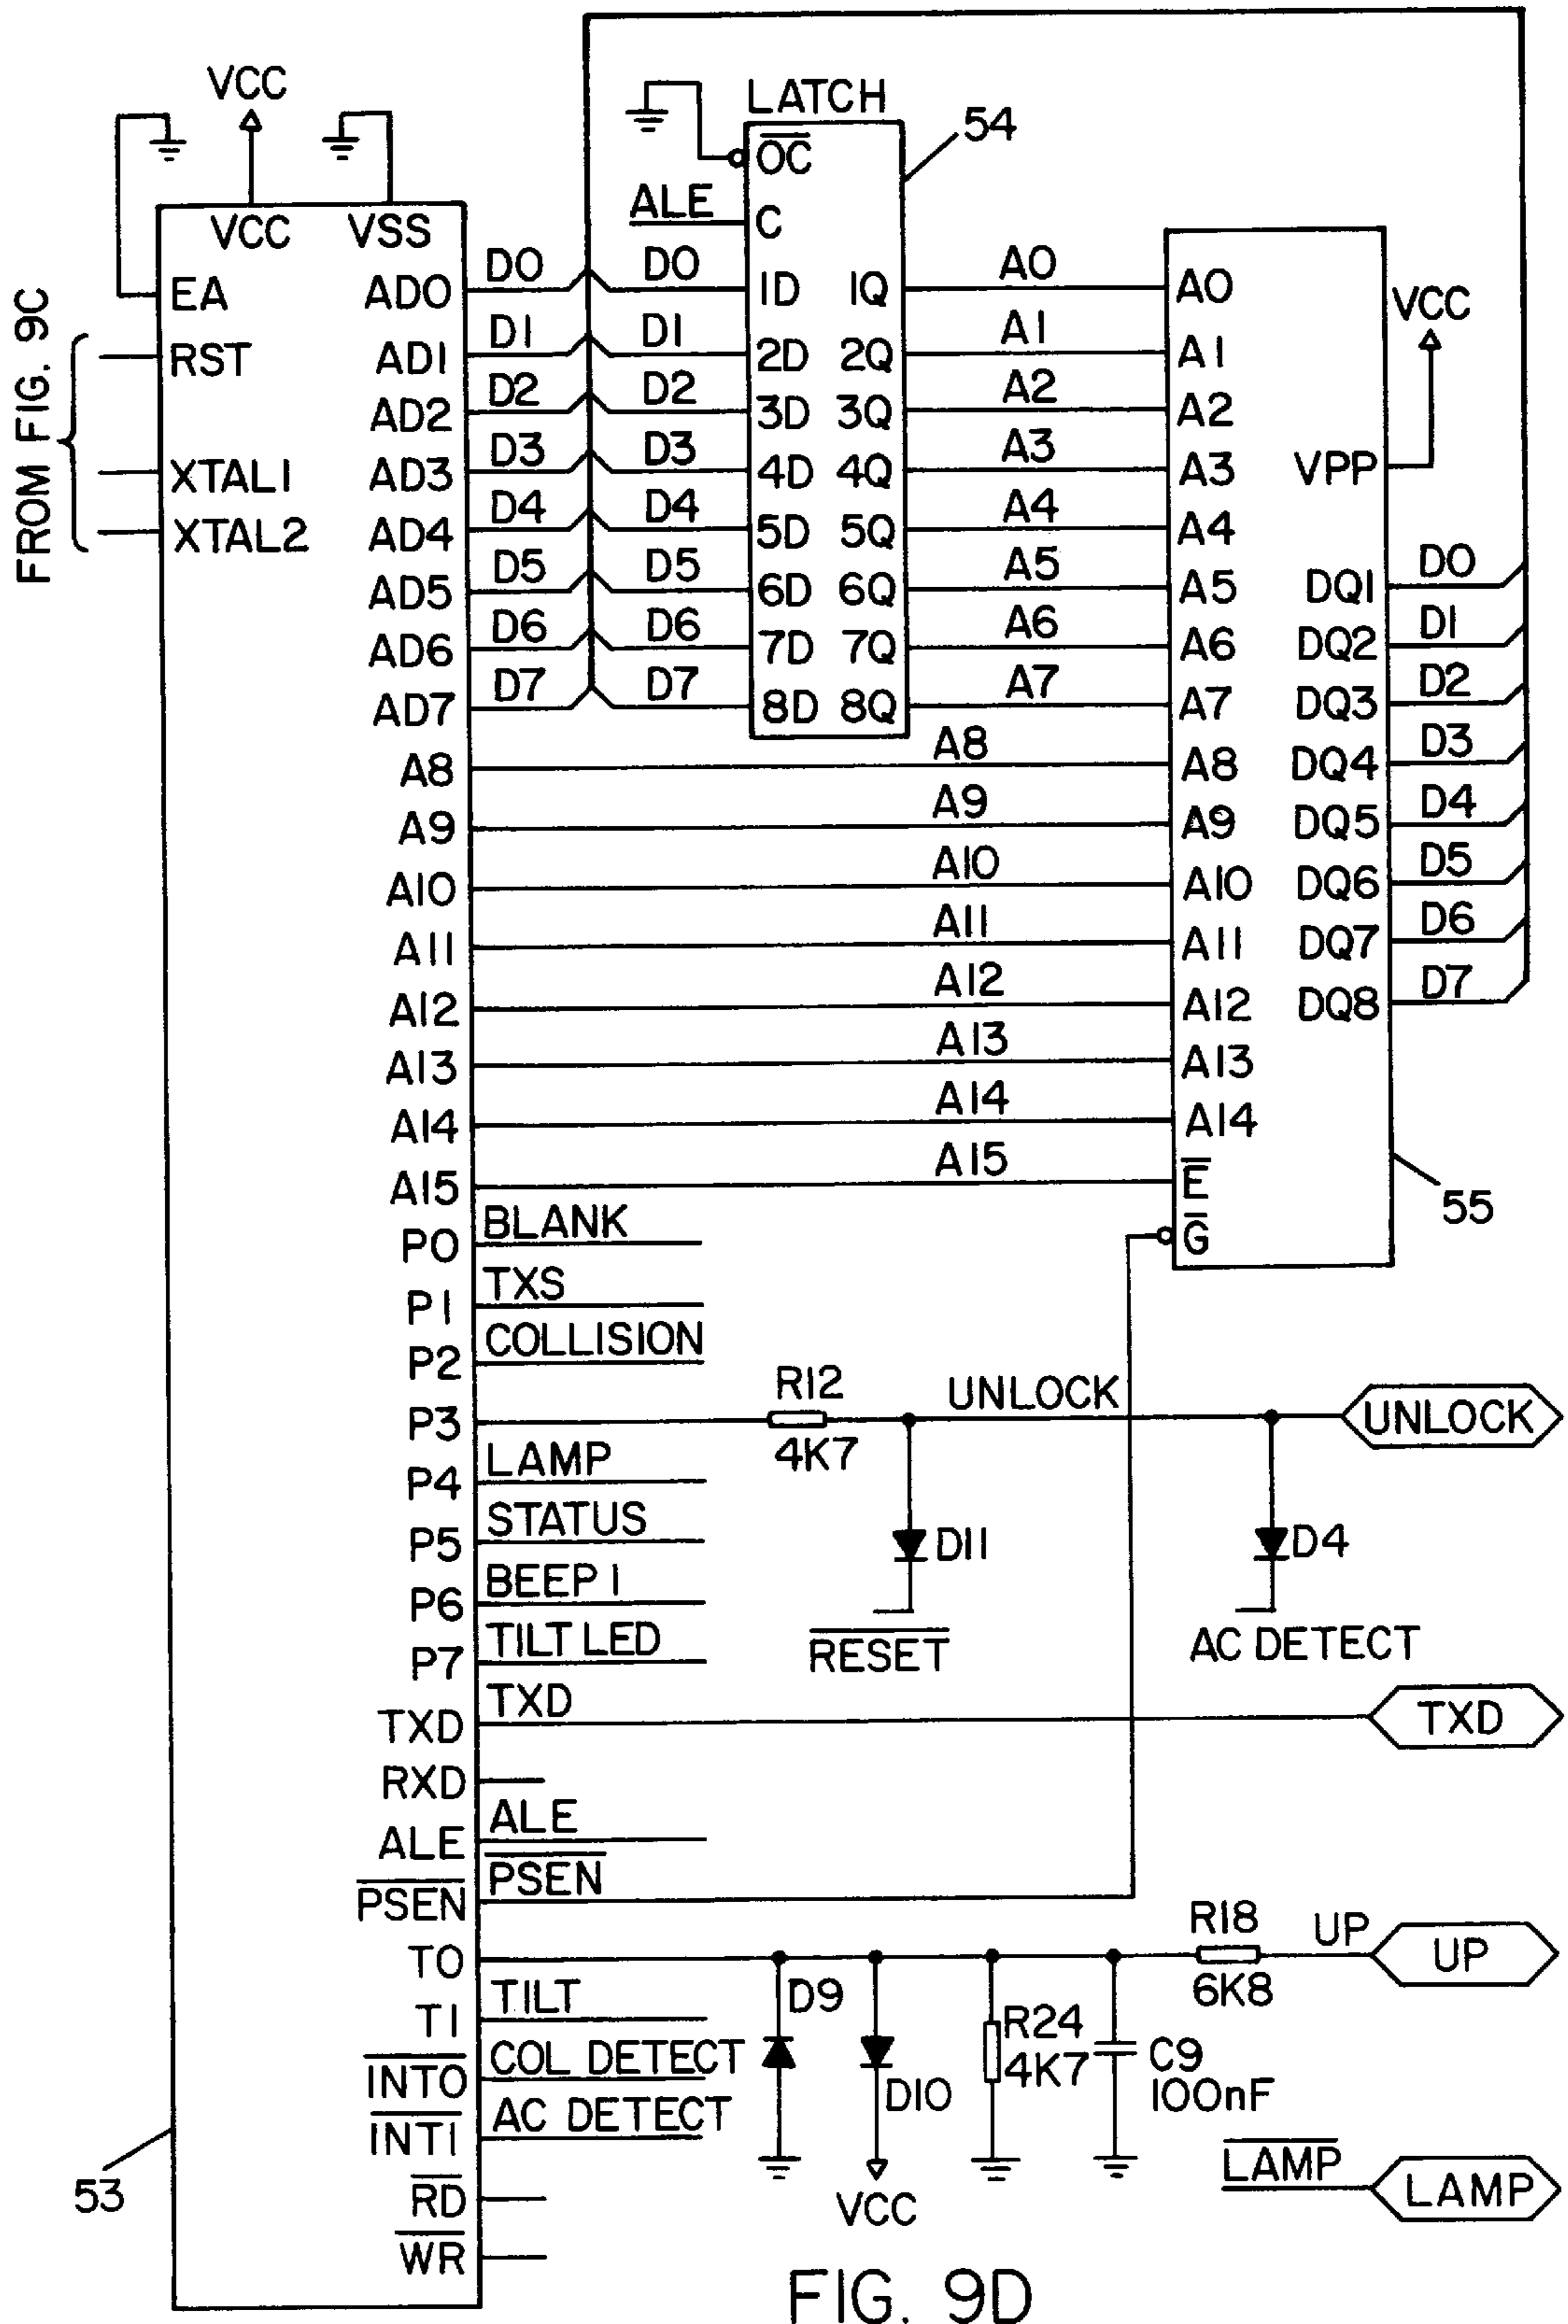 VCC
LATCH
54
OC
ALE
C
VCC VSS
FROM FIG. 9C
EA
AD0 D0 D0 1D 1Q A0 A0
VCC
RST
AD1 D1 D1 2D 2Q A1 A1
AD2 D2 D2 3D 3Q A2 A2
XTAL1
AD3 D3 D3 4D 4Q A3 A3
VPP
XTAL2
AD4 D4 D4 5D 5Q A4 A4
AD5 D5 D5 6D 6Q A5 A5 DQ1 D0
AD6 D6 D6 7D 7Q A6 A6 DQ2 D1
AD7 D7 D7 8D 8Q A7 A7 DQ3 D2
A8 A8 A8 DQ4 D3
A9 A9 A9 DQ5 D4
A10 A10 A10 DQ6 D5
A11 A11 A11 DQ7 D6
A12 A12 A12 DQ8 D7
A13 A13 A13
A14 A14 A14
A15 A15 E
55
P0 BLANK
G
P1 TXS
P2 COLLISION
P3 R12 4K7 UNLOCK UNLOCK
P4 LAMP
P5 STATUS
D11 D4
P6 BEEP 1
RESET AC DETECT
P7 TILT LED
TXD TXD TXD
RXD
ALE ALE
PSEN PSEN
T0 R18 6K8 UP UP
T1 TILT
D9
D10
R24
4K7
C9
100nF
INT0 COL DETECT
INT1 AC DETECT
53
RD
VCC
LAMP LAMP
WR
FIG. 9D